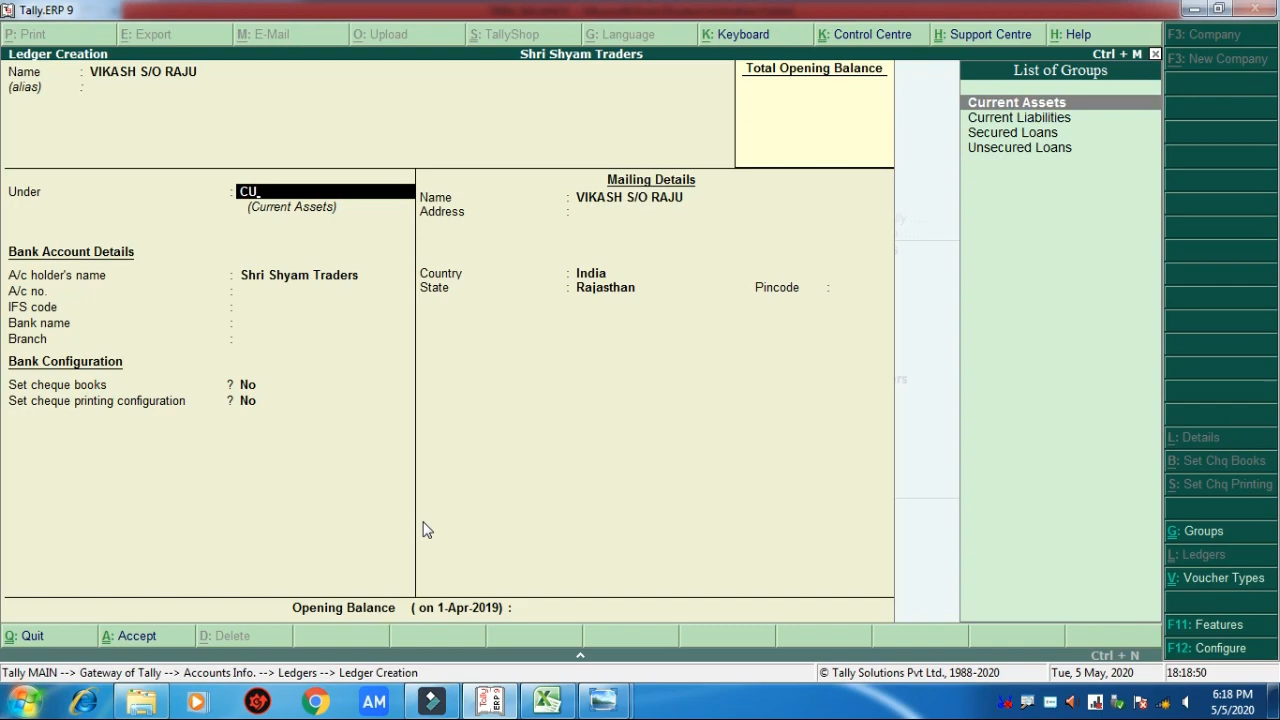 Tally.ERP 9
P: Print
E: Export
M: E-Mail
O: Upload
S: TallyShop
G: Language
K: Keyboard
K: Control Centre
H: Support Centre
H: Help
F3: Company
Ledger Creation
Shri Shyam Traders
Ctrl + M
F3: New Company
Name : VIKASH S/O RAJU
(alias) :
Total Opening Balance
List of Groups
Current Assets
Current Liabilities
Secured Loans
Unsecured Loans
Under : CU
(Current Assets)
Mailing Details
Name : VIKASH S/O RAJU
Address :
Bank Account Details
A/c holder's name : Shri Shyam Traders
A/c no. :
IFS code :
Bank name :
Branch :
Country : India
State : Rajasthan
Pincode :
Bank Configuration
Set cheque books ? No
Set cheque printing configuration ? No
L: Details
B: Set Chq Books
S: Set Chq Printing
G: Groups
L: Ledgers
V: Voucher Types
F11: Features
F12: Configure
Opening Balance ( on 1-Apr-2019) :
Q: Quit
A: Accept
D: Delete
Ctrl + N
Tally MAIN --> Gateway of Tally --> Accounts Info. --> Ledgers --> Ledger Creation
© Tally Solutions Pvt Ltd., 1988-2020
Tue, 5 May, 2020
18:18:50
AM
ERP 9
6:18 PM
5/5/2020